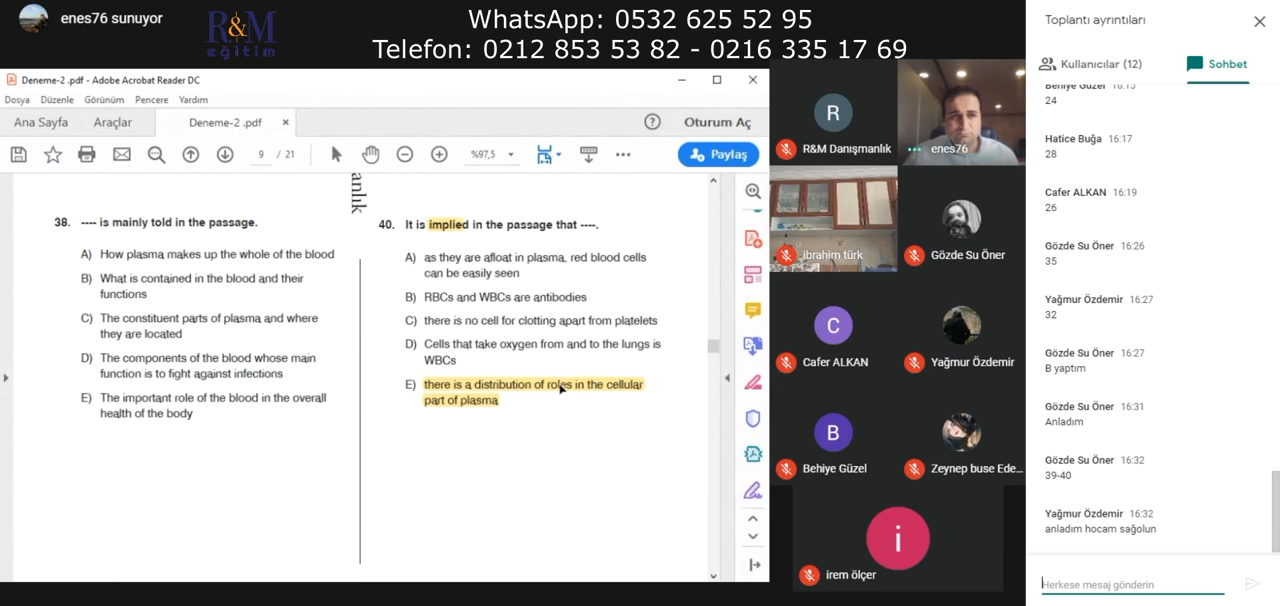 enes76 sunuyor
R&M
eğitim
WhatsApp: 0532 625 52 95
Telefon: 0212 853 53 82 - 0216 335 17 69
Deneme-2 .pdf - Adobe Acrobat Reader DC
Dosya Düzenle Görünüm Pencere Yardım
Ana Sayfa Araçlar Deneme-2 .pdf Oturum Aç
9 / 21 %97,5 Paylaş
anlık
38. ---- is mainly told in the passage.
A) How plasma makes up the whole of the blood
B) What is contained in the blood and their
functions
C) The constituent parts of plasma and where
they are located
D) The components of the blood whose main
function is to fight against infections
E) The important role of the blood in the overall
health of the body
40. It is implied in the passage that ----.
A) as they are afloat in plasma, red blood cells
can be easily seen
B) RBCs and WBCs are antibodies
C) there is no cell for clotting apart from platelets
D) Cells that take oxygen from and to the lungs is
WBCs
E) there is a distribution of roles in the cellular
part of plasma
R
R&M Danışmanlık
enes76
ibrahim türk
Gözde Su Öner
C
Cafer ALKAN
Yağmur Özdemir
B
Behiye Güzel
Zeynep buse Ede...
i
irem ölçer
Toplantı ayrıntıları
Kullanıcılar (12)
Sohbet
Behiye Güzel 16:15
24
Hatice Buğa 16:17
28
Cafer ALKAN 16:19
26
Gözde Su Öner 16:26
35
Yağmur Özdemir 16:27
32
Gözde Su Öner 16:27
B yaptım
Gözde Su Öner 16:31
Anladım
Gözde Su Öner 16:32
39-40
Yağmur Özdemir 16:32
anladım hocam sağolun
Herkese mesaj gönderin